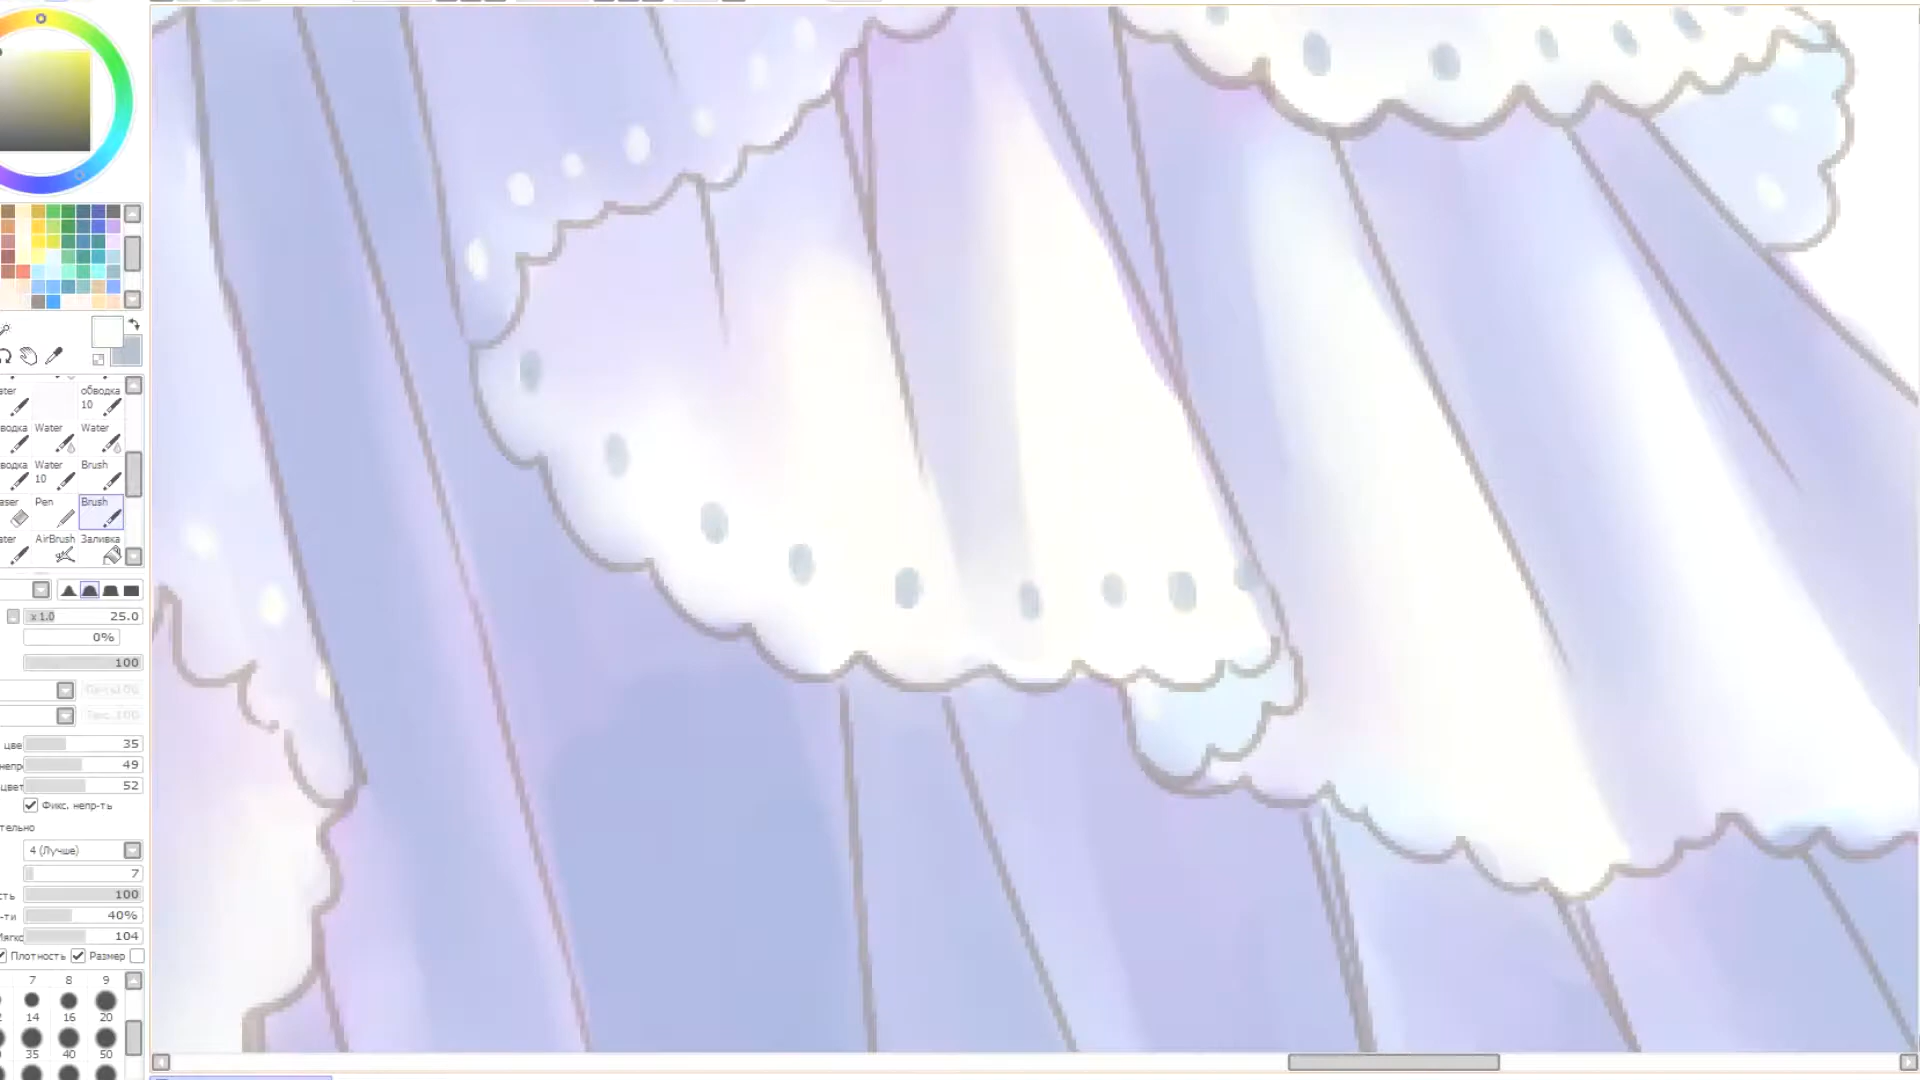 обводка
10
Water Water
Water Brush
10
Pen Brush
AirBrush Заливка
x 1.0 25.0
0%
100
цве 35
49
цвет 52
Фикс. непр-ть
4 (Лучше)
7
100
40%
104
Плотность Размер
7 8 9
14 16 20
35 40 50